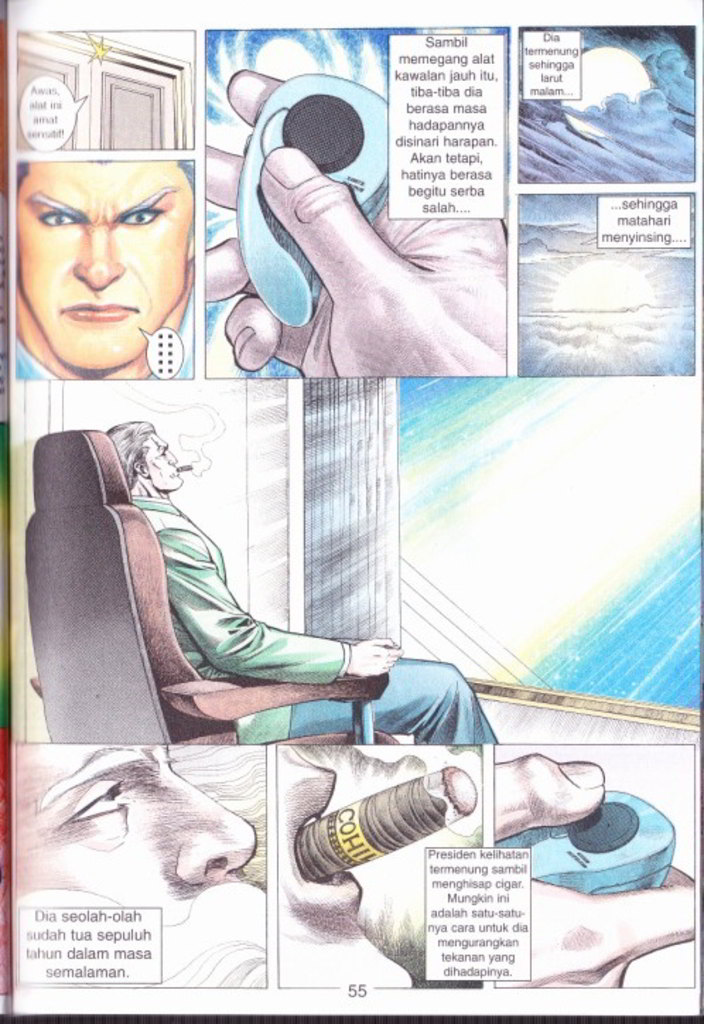 Awas,
alat ini
amat
sensitif!
Sambil
memegang alat
kawalan jauh itu,
tiba-tiba dia
berasa masa
hadapannya
disinari harapan.
Akan tetapi,
hatinya berasa
begitu serba
salah....
Dia
termenung
sehingga
larut
malam...
...sehingga
matahari
menyinsing....
Dia seolah-olah
sudah tua sepuluh
tahun dalam masa
semalaman.
COHI
Presiden kelihatan
termenung sambil
menghisap cigar.
Mungkin ini
adalah satu-satu-
nya cara untuk dia
mengurangkan
tekanan yang
dihadapinya.
55